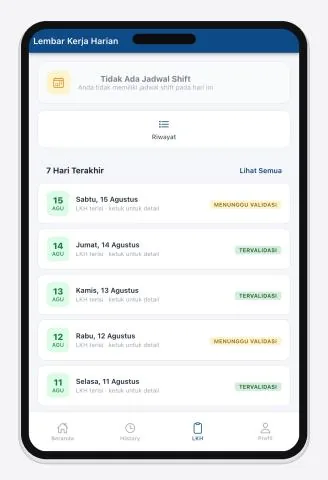 Lembar Kerja Harian
Tidak Ada Jadwal Shift
Anda tidak memiliki jadwal shift pada hari ini
Riwayat
7 Hari Terakhir
Lihat Semua
15
AGU
Sabtu, 15 Agustus
LKH terisi · ketuk untuk detail
MENUNGGU VALIDASI
14
AGU
Jumat, 14 Agustus
LKH terisi · ketuk untuk detail
TERVALIDASI
13
AGU
Kamis, 13 Agustus
LKH terisi · ketuk untuk detail
TERVALIDASI
12
AGU
Rabu, 12 Agustus
LKH terisi · ketuk untuk detail
MENUNGGU VALIDASI
11
AGU
Selasa, 11 Agustus
LKH terisi · ketuk untuk detail
TERVALIDASI
Beranda
History
LKH
Profil